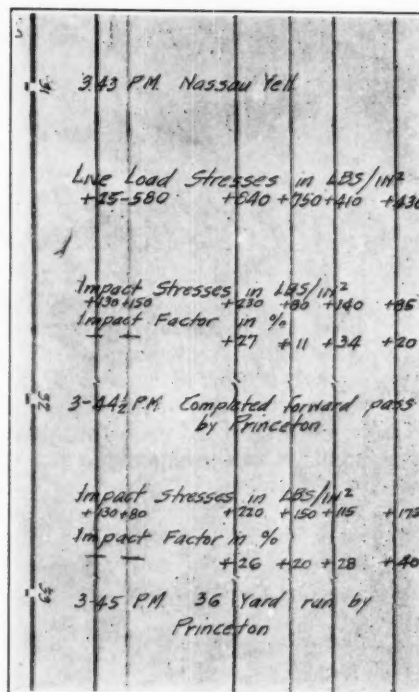 3.43 P.M. Nassau Yell
Live Load Stresses in LBS/IN²
+25 -580 +840 +750 +410 +430
Impact Stresses in LBS/IN²
+130 +150 +230 +80 +140 +85
Impact Factor in %
+27 +11 +34 +20
3-44½ P.M. Completed forward pass
by Princeton.
Impact Stresses in LBS/IN²
+130 +80 +220 +150 +115 +172
Impact Factor in %
+26 +20 +28 +40
3-45 P.M. 36 Yard run by
Princeton